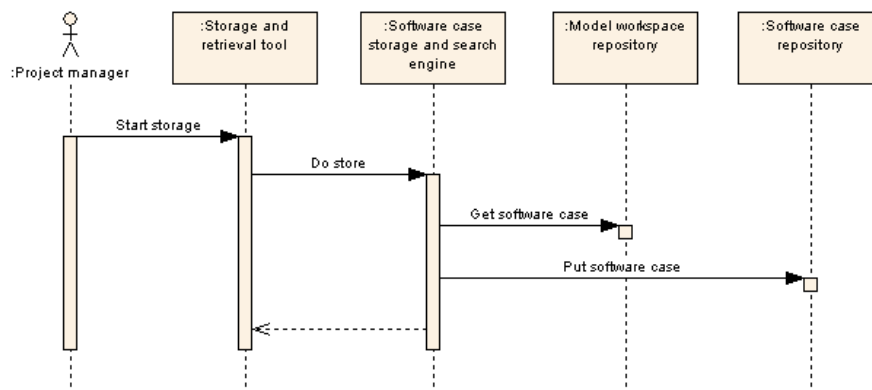 :Project manager
:Storage and
retrieval tool
:Software case
storage and search
engine
:Model workspace
repository
:Software case
repository
Start storage
Do store
Get software case
Put software case